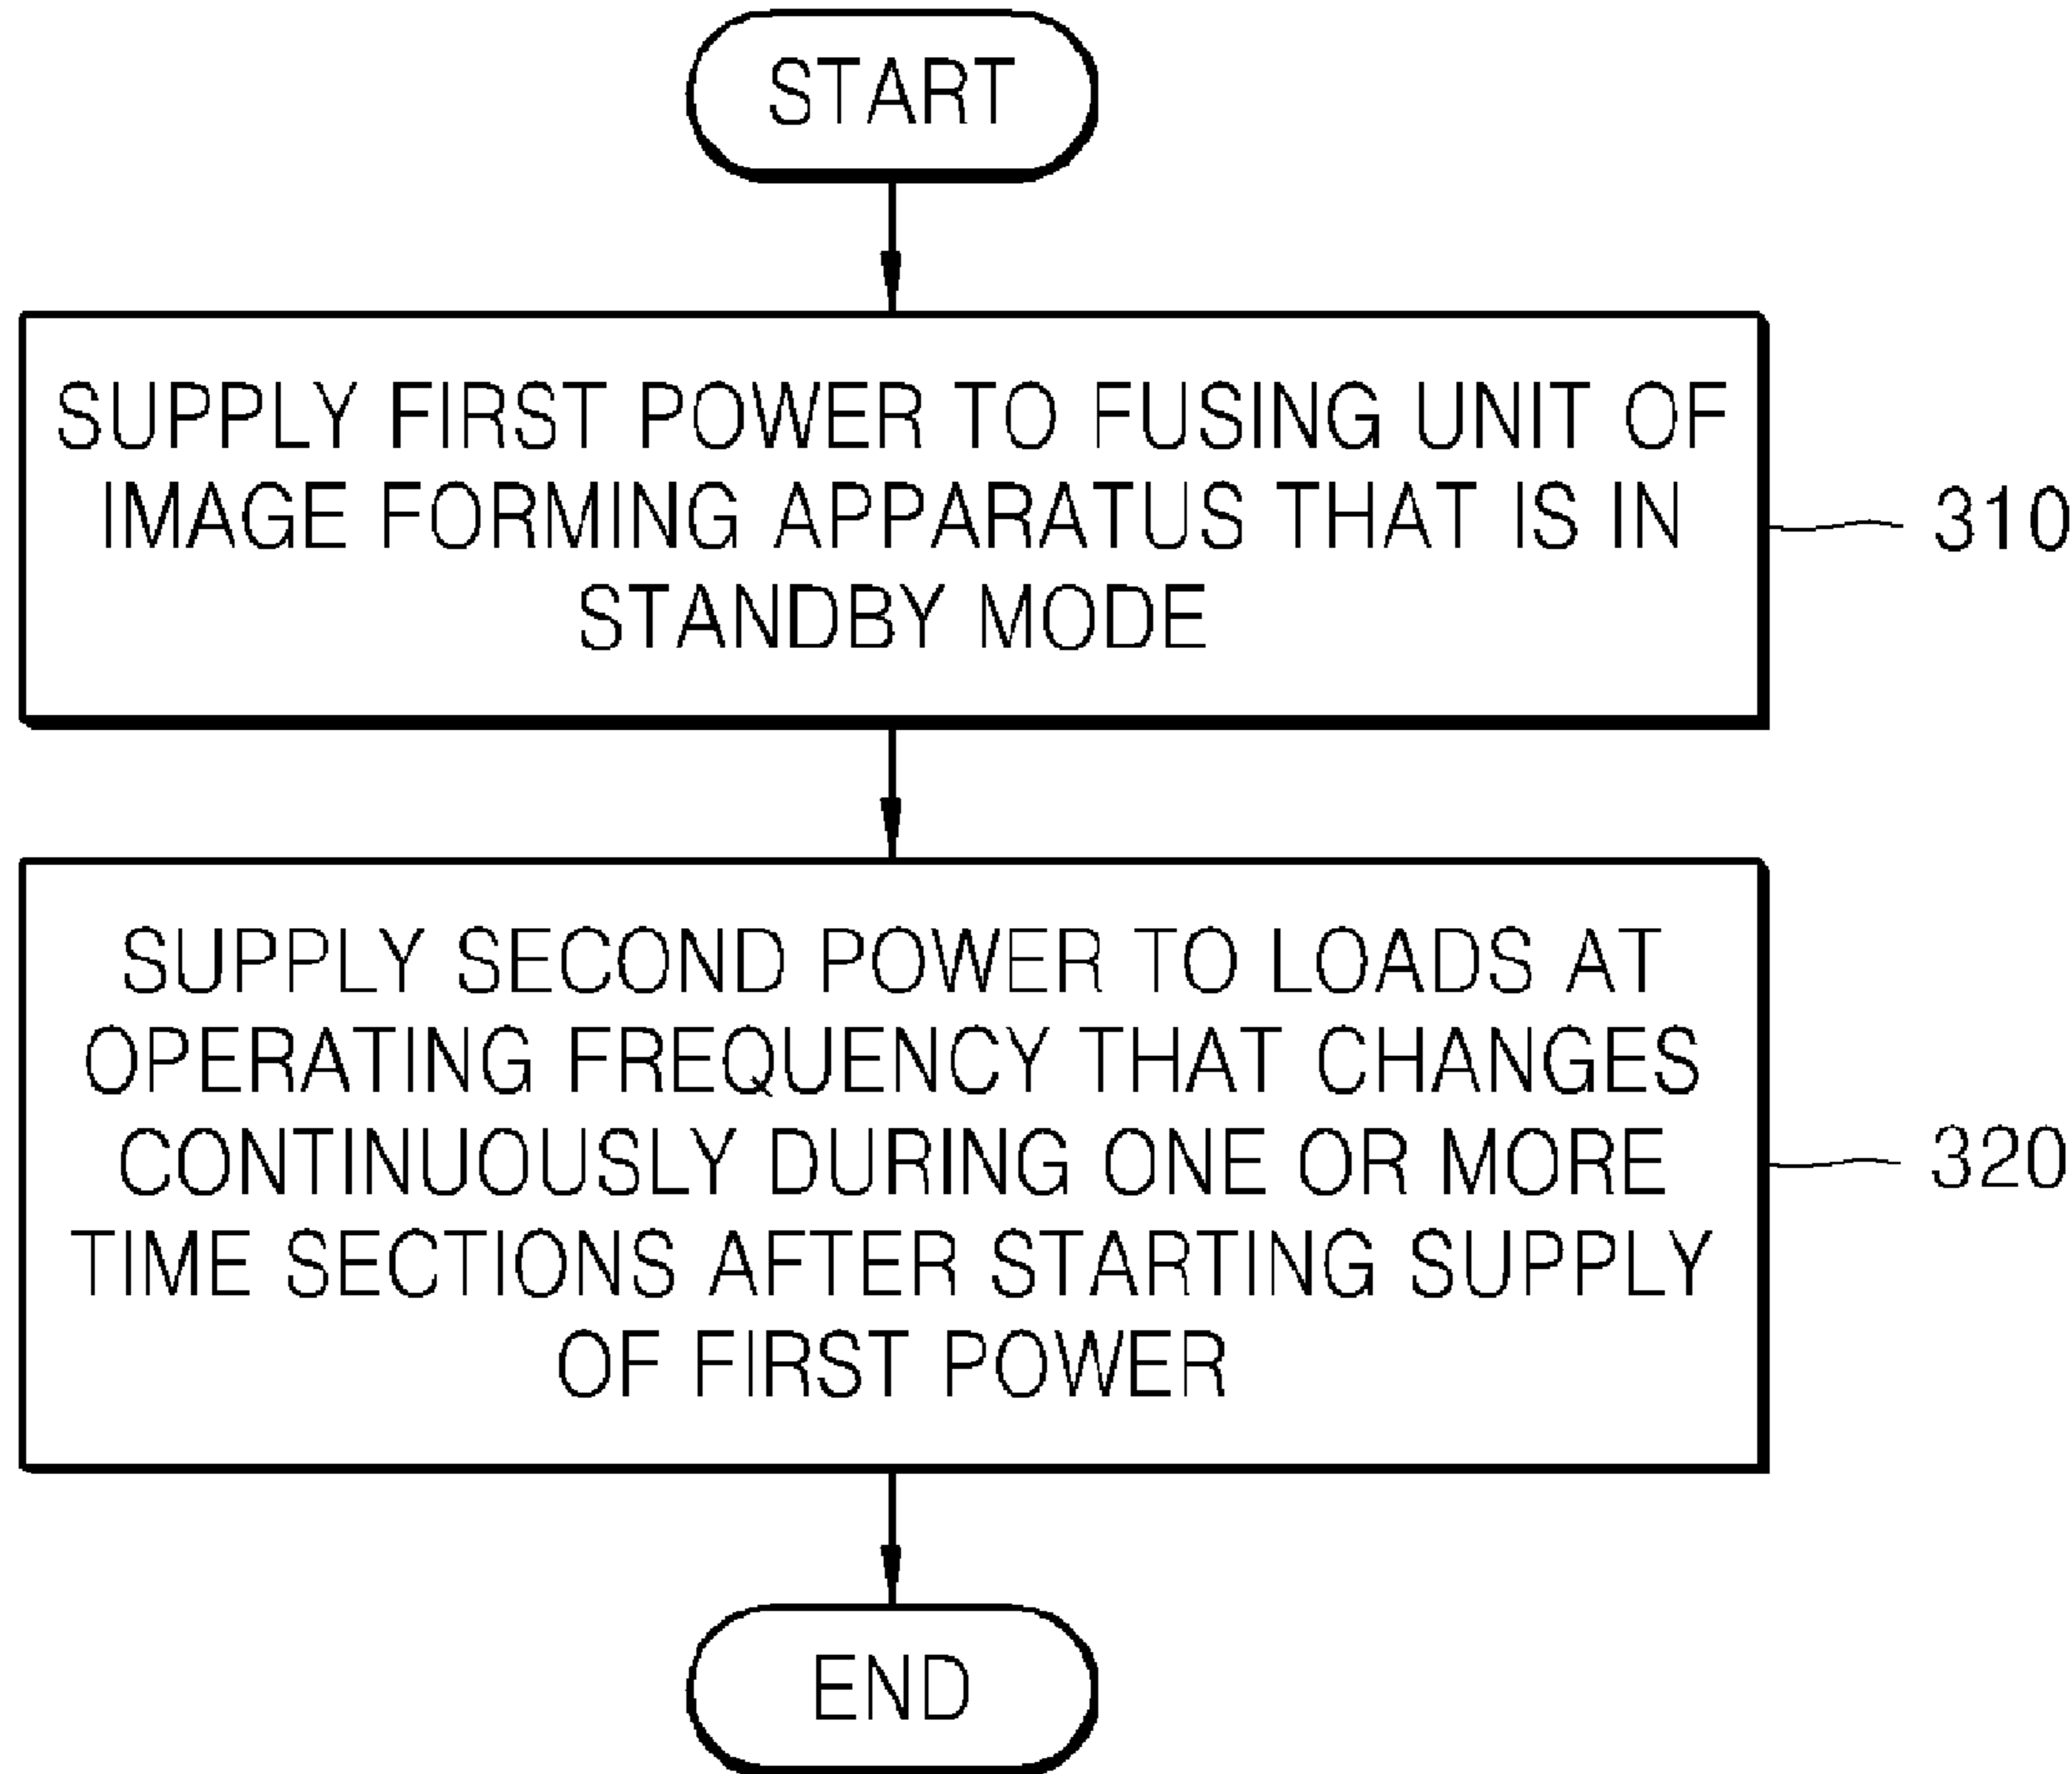 START
SUPPLY FIRST POWER TO FUSING UNIT OF
IMAGE FORMING APPARATUS THAT IS IN
STANDBY MODE
310
SUPPLY SECOND POWER TO LOADS AT
OPERATING FREQUENCY THAT CHANGES
CONTINUOUSLY DURING ONE OR MORE
TIME SECTIONS AFTER STARTING SUPPLY
OF FIRST POWER
320
END